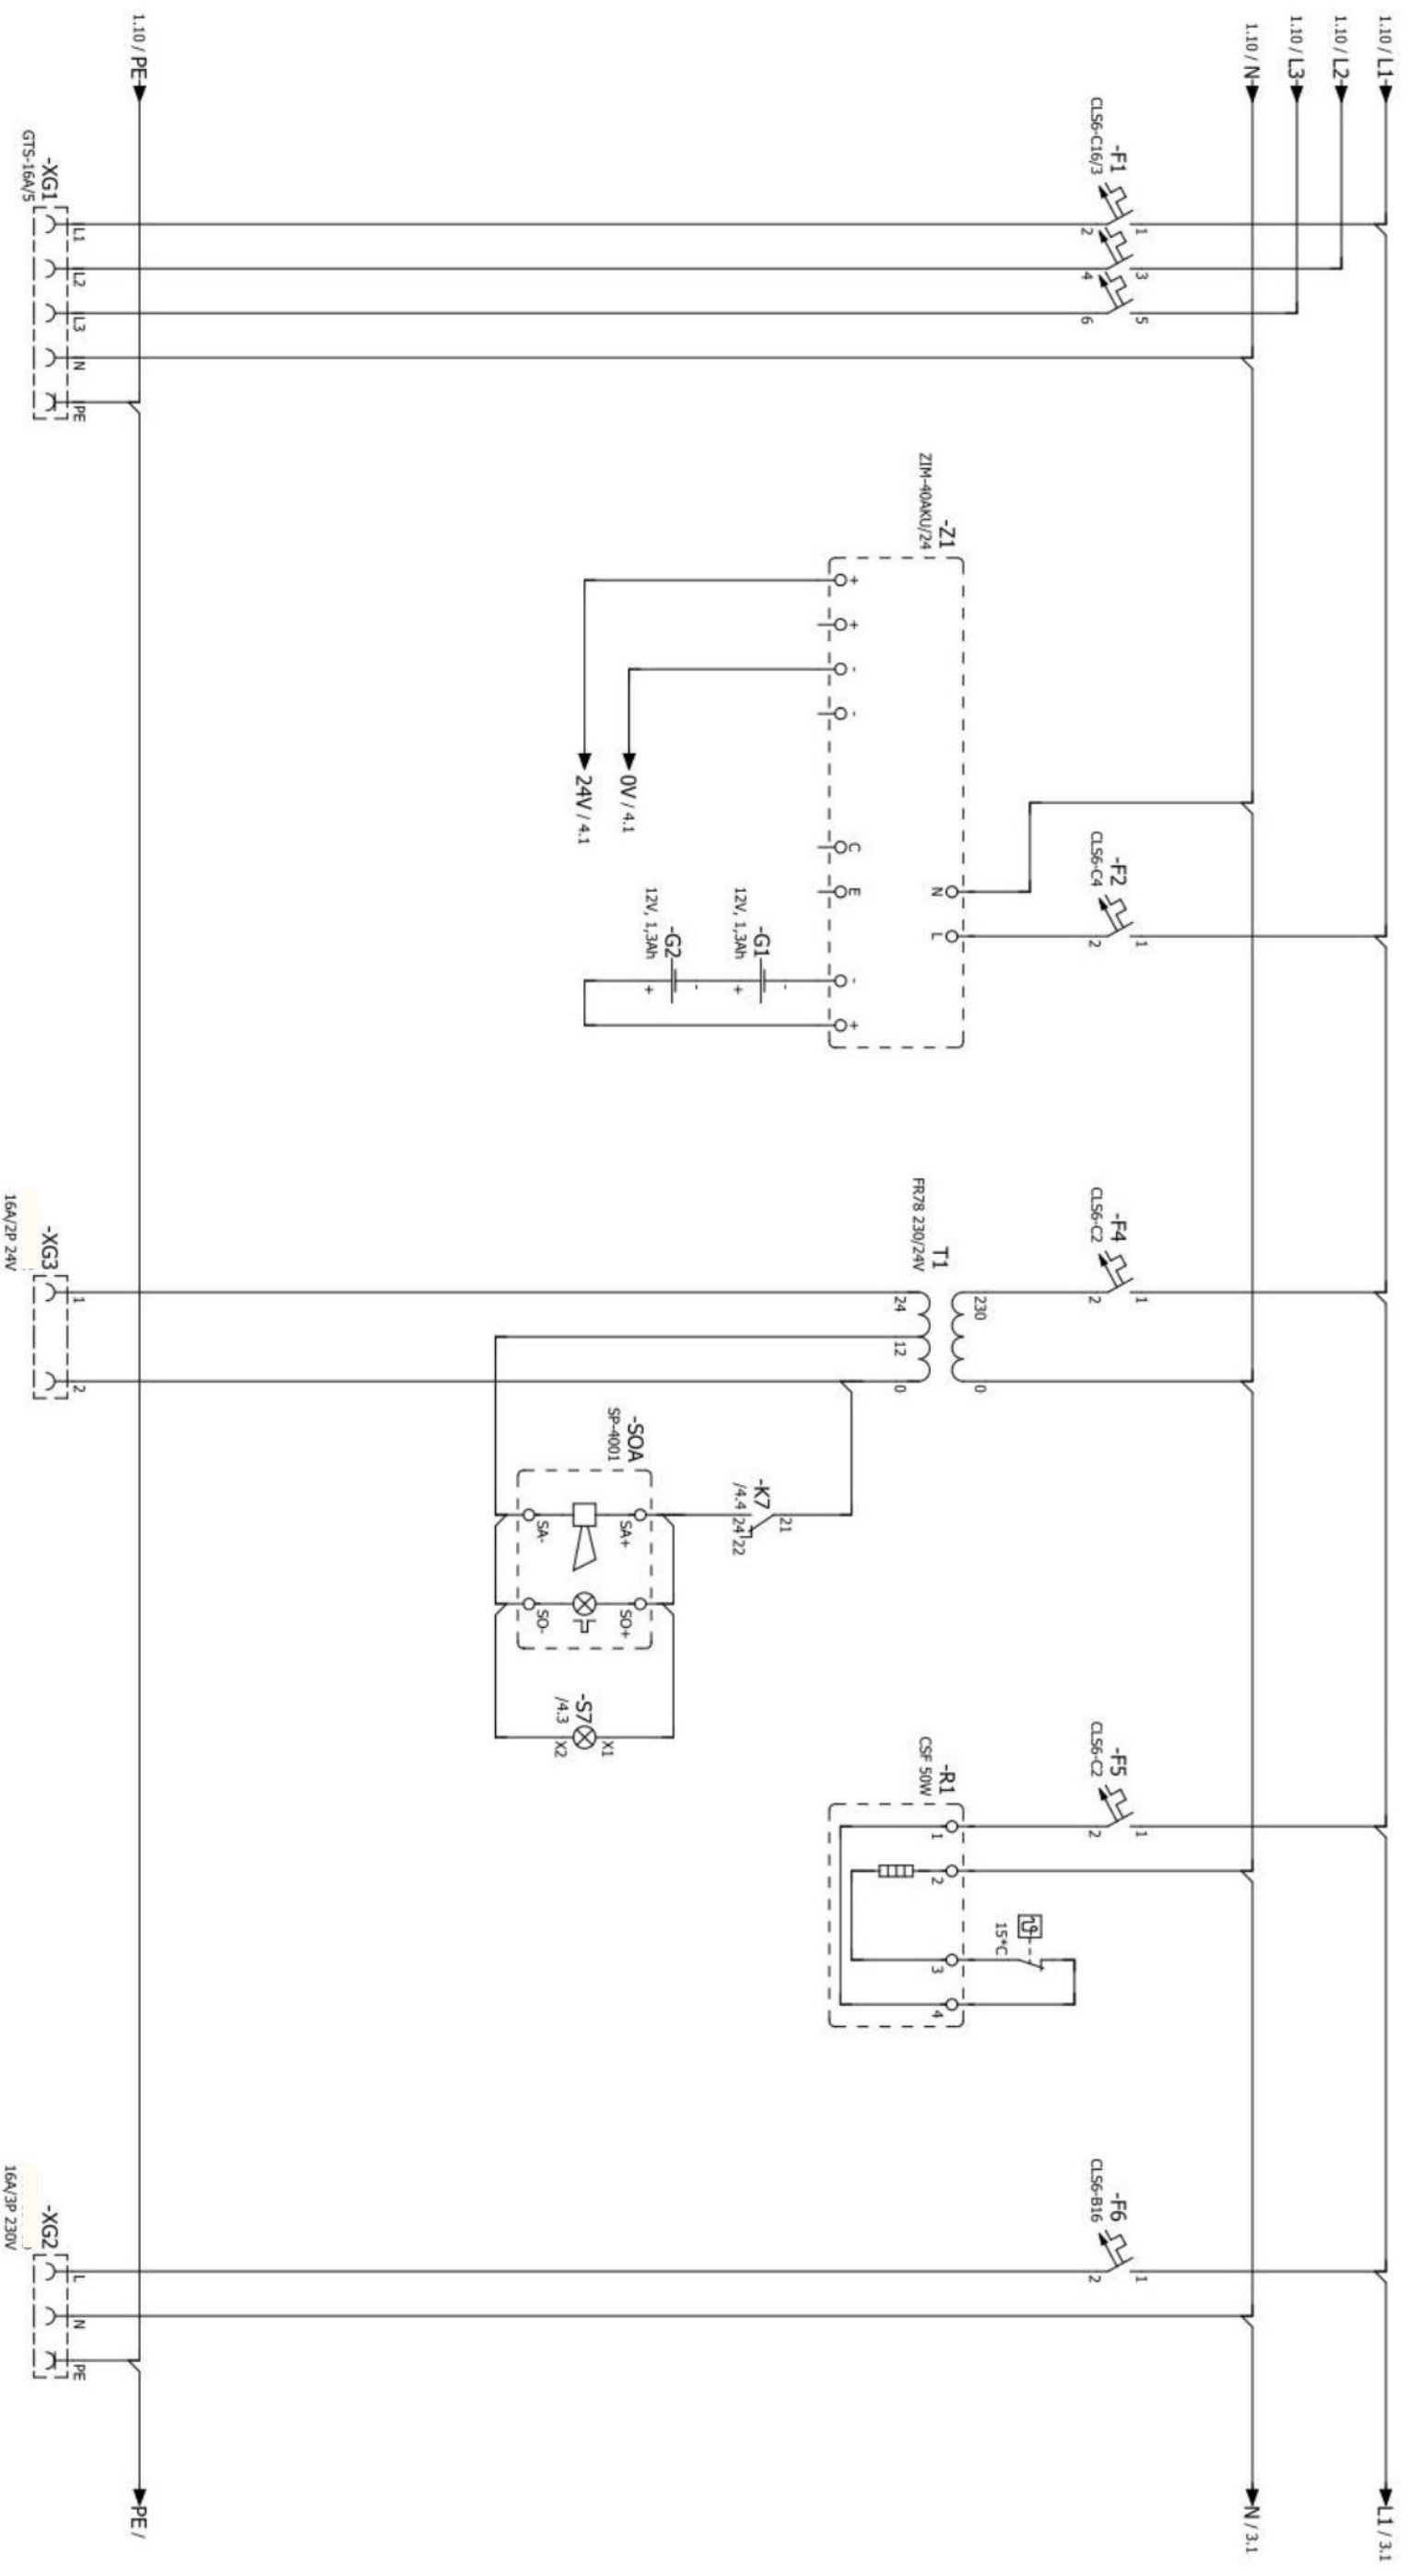 1.10 / L1
1.10 / L2
1.10 / L3
1.10 / N
-F1
CLS6-C16/3
1
2
3
4
5
6
-F2
CLS6-C4
1
2
-F4
CLS6-C2
1
2
-F5
CLS6-C2
1
2
-F6
CLS6-B16
1
2
L1 / 3.1
N / 3.1
-Z1
ZIM-40AKU/24
N
L
+
+
-
-
C
E
-
+
0V / 4.1
24V / 4.1
-G1
12V, 1,3Ah
-
+
-G2
12V, 1,3Ah
-
+
T1
FR78 230/24V
230
0
24
12
0
-K7
/4.4
21
24
22
-SOA
SP-4001
SA+
SO+
SA-
SO-
-S7
/4.3
X1
X2
-R1
CSF 50W
1
2
3
4
15°C
1.10 / PE
PE /
-XG1
GTS-16A/5
L1
L2
L3
N
PE
-XG3
16A/2P 24V
1
2
-XG2
16A/3P 230V
L
N
PE